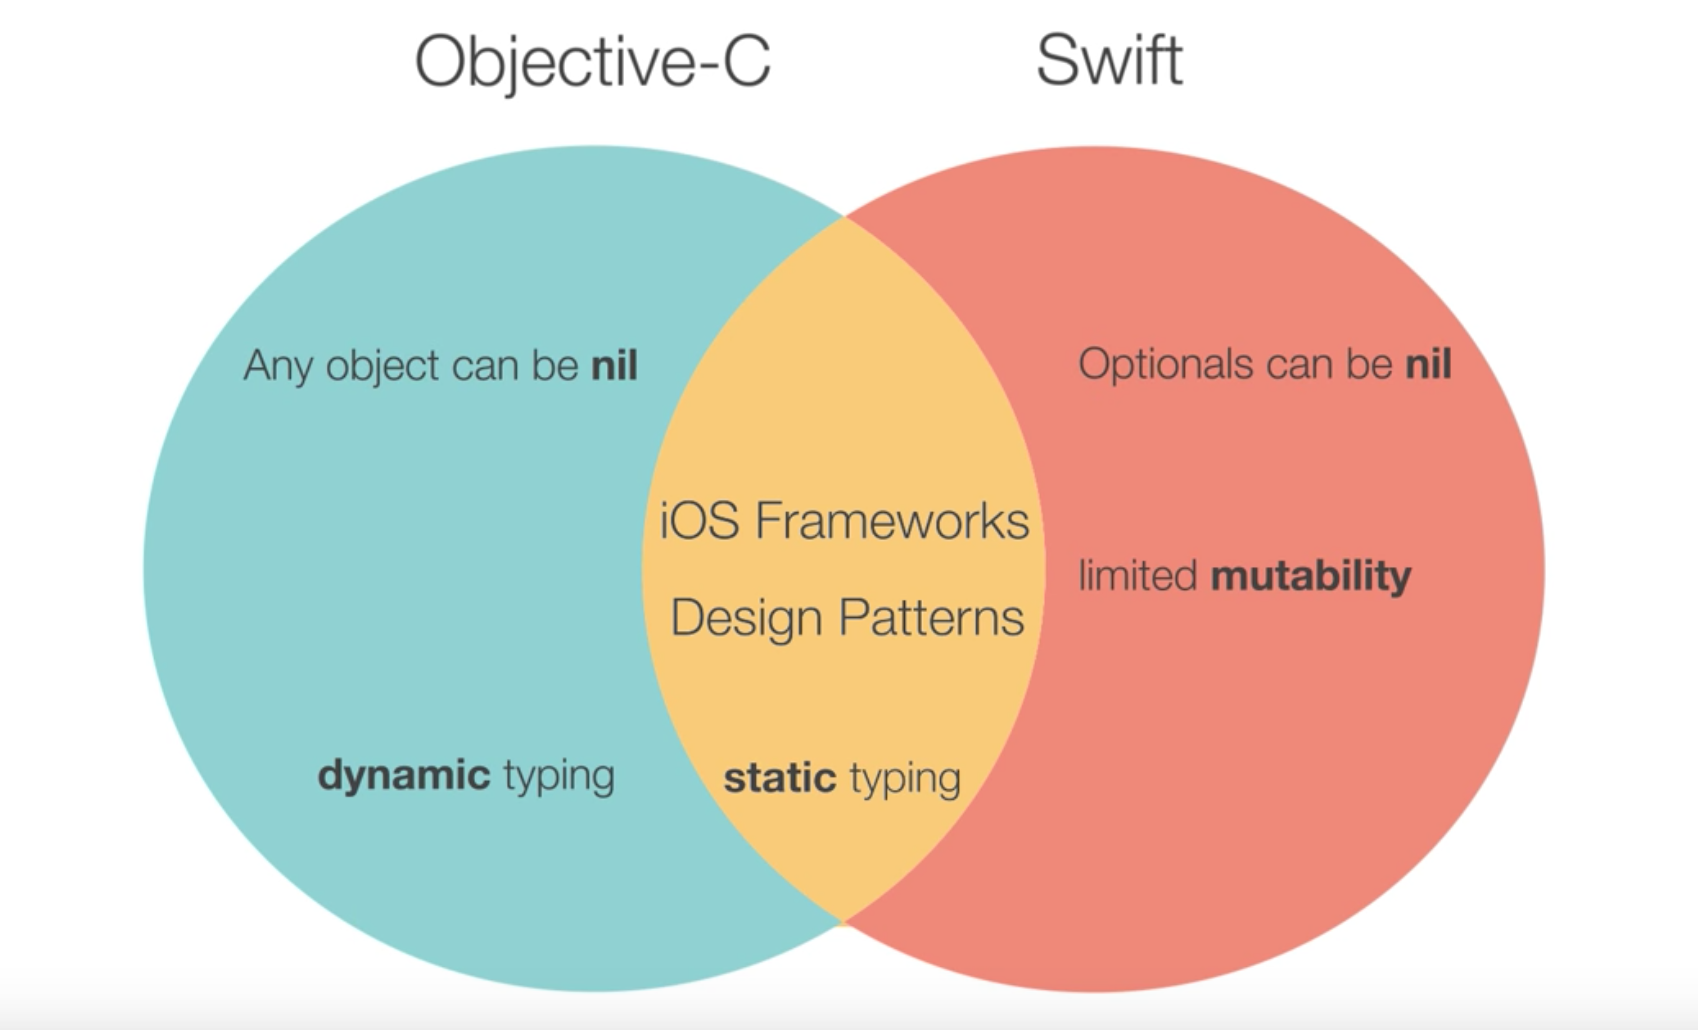 Objective-C
Swift
Any object can be nil
Optionals can be nil
iOS Frameworks
limited mutability
Design Patterns
dynamic typing
static typing